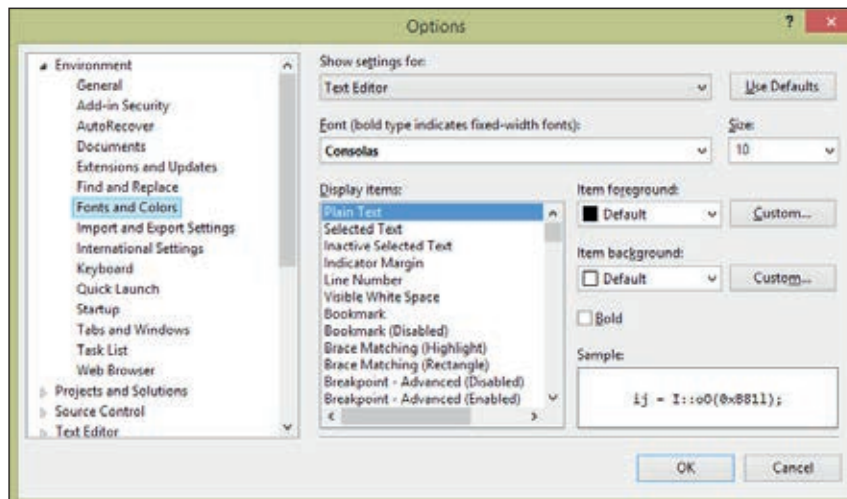 Options
?
Environment
General
Add-in Security
AutoRecover
Documents
Extensions and Updates
Find and Replace
Fonts and Colors
Import and Export Settings
International Settings
Keyboard
Quick Launch
Startup
Tabs and Windows
Task List
Web Browser
Projects and Solutions
Source Control
Text Editor
Show settings for:
Text Editor
Use Defaults
Font (bold type indicates fixed-width fonts):
Size:
Consolas
10
Display items:
Plain Text
Selected Text
Inactive Selected Text
Indicator Margin
Line Number
Visible White Space
Bookmark
Bookmark (Disabled)
Brace Matching (Highlight)
Brace Matching (Rectangle)
Breakpoint - Advanced (Disabled)
Breakpoint - Advanced (Enabled)
Item foreground:
Default
Custom...
Item background:
Default
Custom...
Bold
Sample:
ij = I::oO(0xB81l);
OK
Cancel